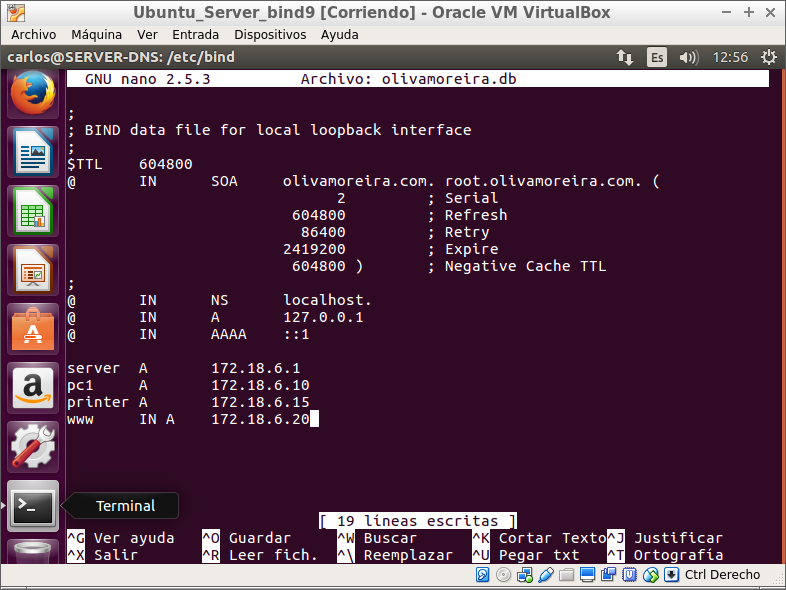 Ubuntu_Server_bind9 [Corriendo] - Oracle VM VirtualBox
Archivo Máquina Ver Entrada Dispositivos Ayuda
carlos@SERVER-DNS: /etc/bind Es 12:56
GNU nano 2.5.3 Archivo: olivamoreira.db
;
; BIND data file for local loopback interface
;
$TTL 604800
@ IN SOA olivamoreira.com. root.olivamoreira.com. (
2 ; Serial
604800 ; Refresh
86400 ; Retry
2419200 ; Expire
604800 ) ; Negative Cache TTL
;
@ IN NS localhost.
@ IN A 127.0.0.1
@ IN AAAA ::1
server A 172.18.6.1
pc1 A 172.18.6.10
printer A 172.18.6.15
www IN A 172.18.6.20
Terminal
[ 19 líneas escritas ]
^G Ver ayuda ^O Guardar ^W Buscar ^K Cortar Texto ^J Justificar
^X Salir ^R Leer fich. ^\ Reemplazar ^U Pegar txt ^T Ortografía
Ctrl Derecho